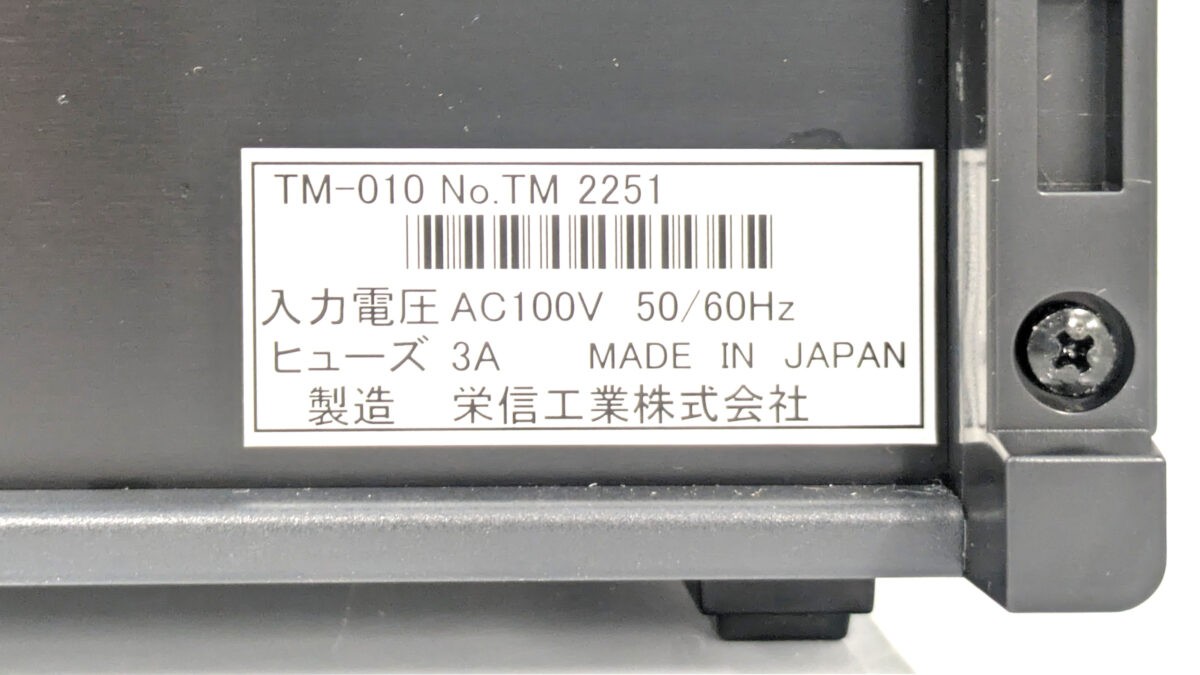 TM-010 No.TM 2251
入力電圧 AC100V 50/60Hz
ヒューズ 3A MADE IN JAPAN
製造 栄信工業株式会社